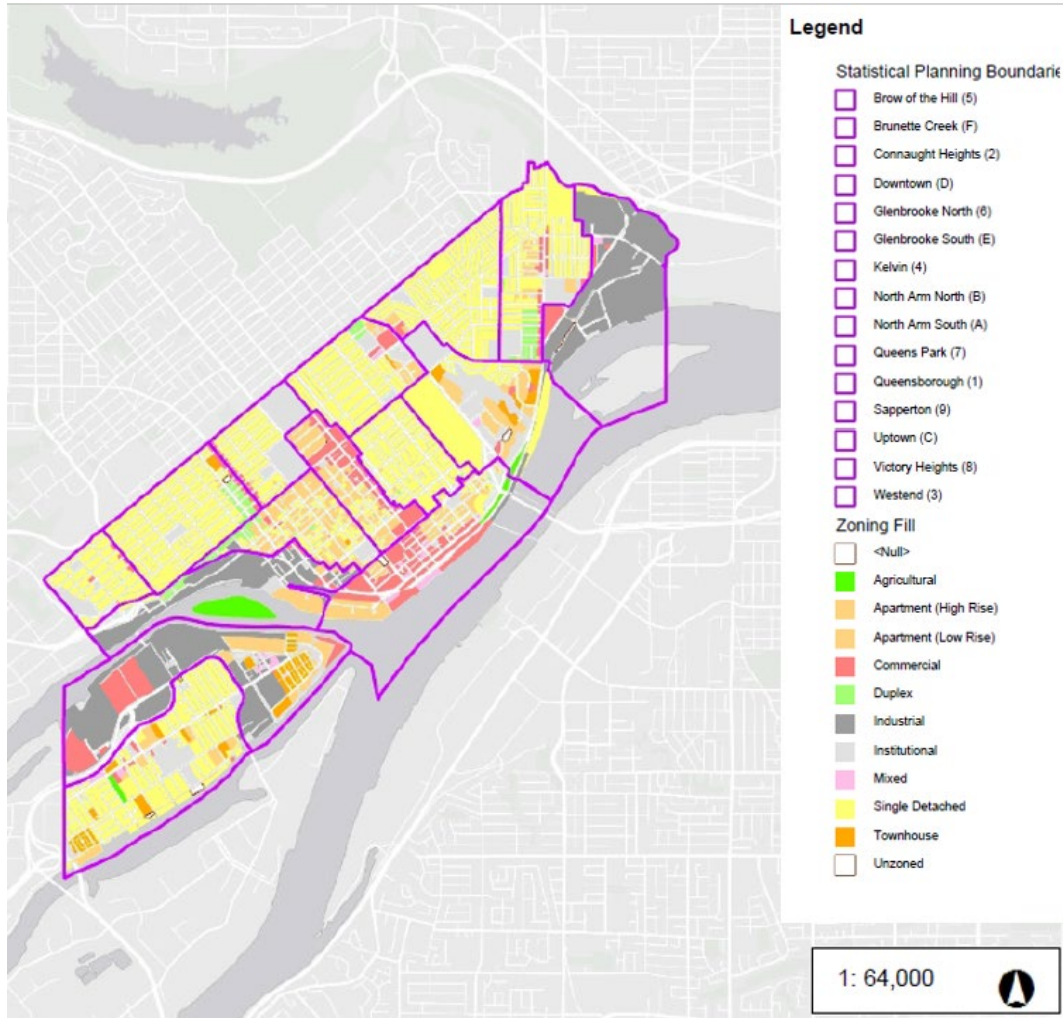 Legend
Statistical Planning Boundarie
Brow of the Hill (5)
Brunette Creek (F)
Connaught Heights (2)
Downtown (D)
Glenbrooke North (6)
Glenbrooke South (E)
Kelvin (4)
North Arm North (B)
North Arm South (A)
Queens Park (7)
Queensborough (1)
Sapperton (9)
Uptown (C)
Victory Heights (8)
Westend (3)
Zoning Fill
<Null>
Agricultural
Apartment (High Rise)
Apartment (Low Rise)
Commercial
Duplex
Industrial
Institutional
Mixed
Single Detached
Townhouse
Unzoned
1: 64,000